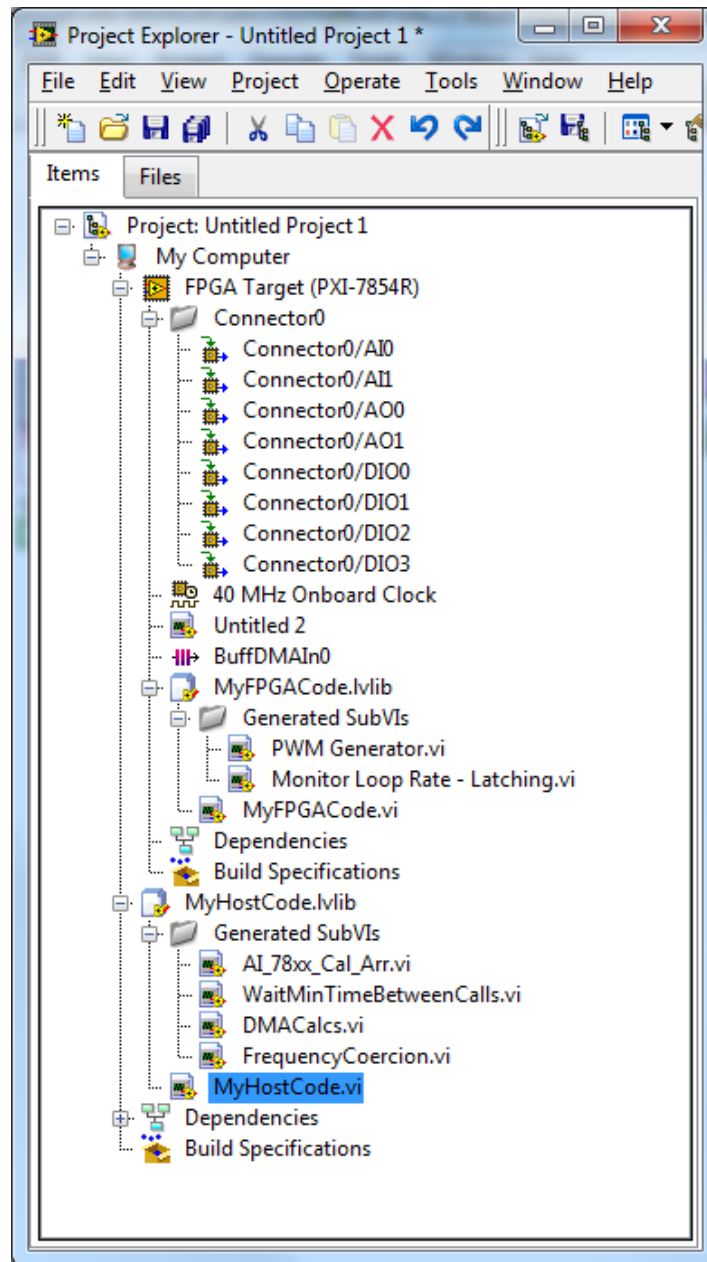 Project Explorer - Untitled Project 1 *
File Edit View Project Operate Tools Window Help
Items Files
Project: Untitled Project 1
My Computer
FPGA Target (PXI-7854R)
Connector0
Connector0/AI0
Connector0/AI1
Connector0/AO0
Connector0/AO1
Connector0/DIO0
Connector0/DIO1
Connector0/DIO2
Connector0/DIO3
40 MHz Onboard Clock
Untitled 2
BuffDMAIn0
MyFPGACode.lvlib
Generated SubVIs
PWM Generator.vi
Monitor Loop Rate - Latching.vi
MyFPGACode.vi
Dependencies
Build Specifications
MyHostCode.lvlib
Generated SubVIs
AI_78xx_Cal_Arr.vi
WaitMinTimeBetweenCalls.vi
DMACalcs.vi
FrequencyCoercion.vi
MyHostCode.vi
Dependencies
Build Specifications